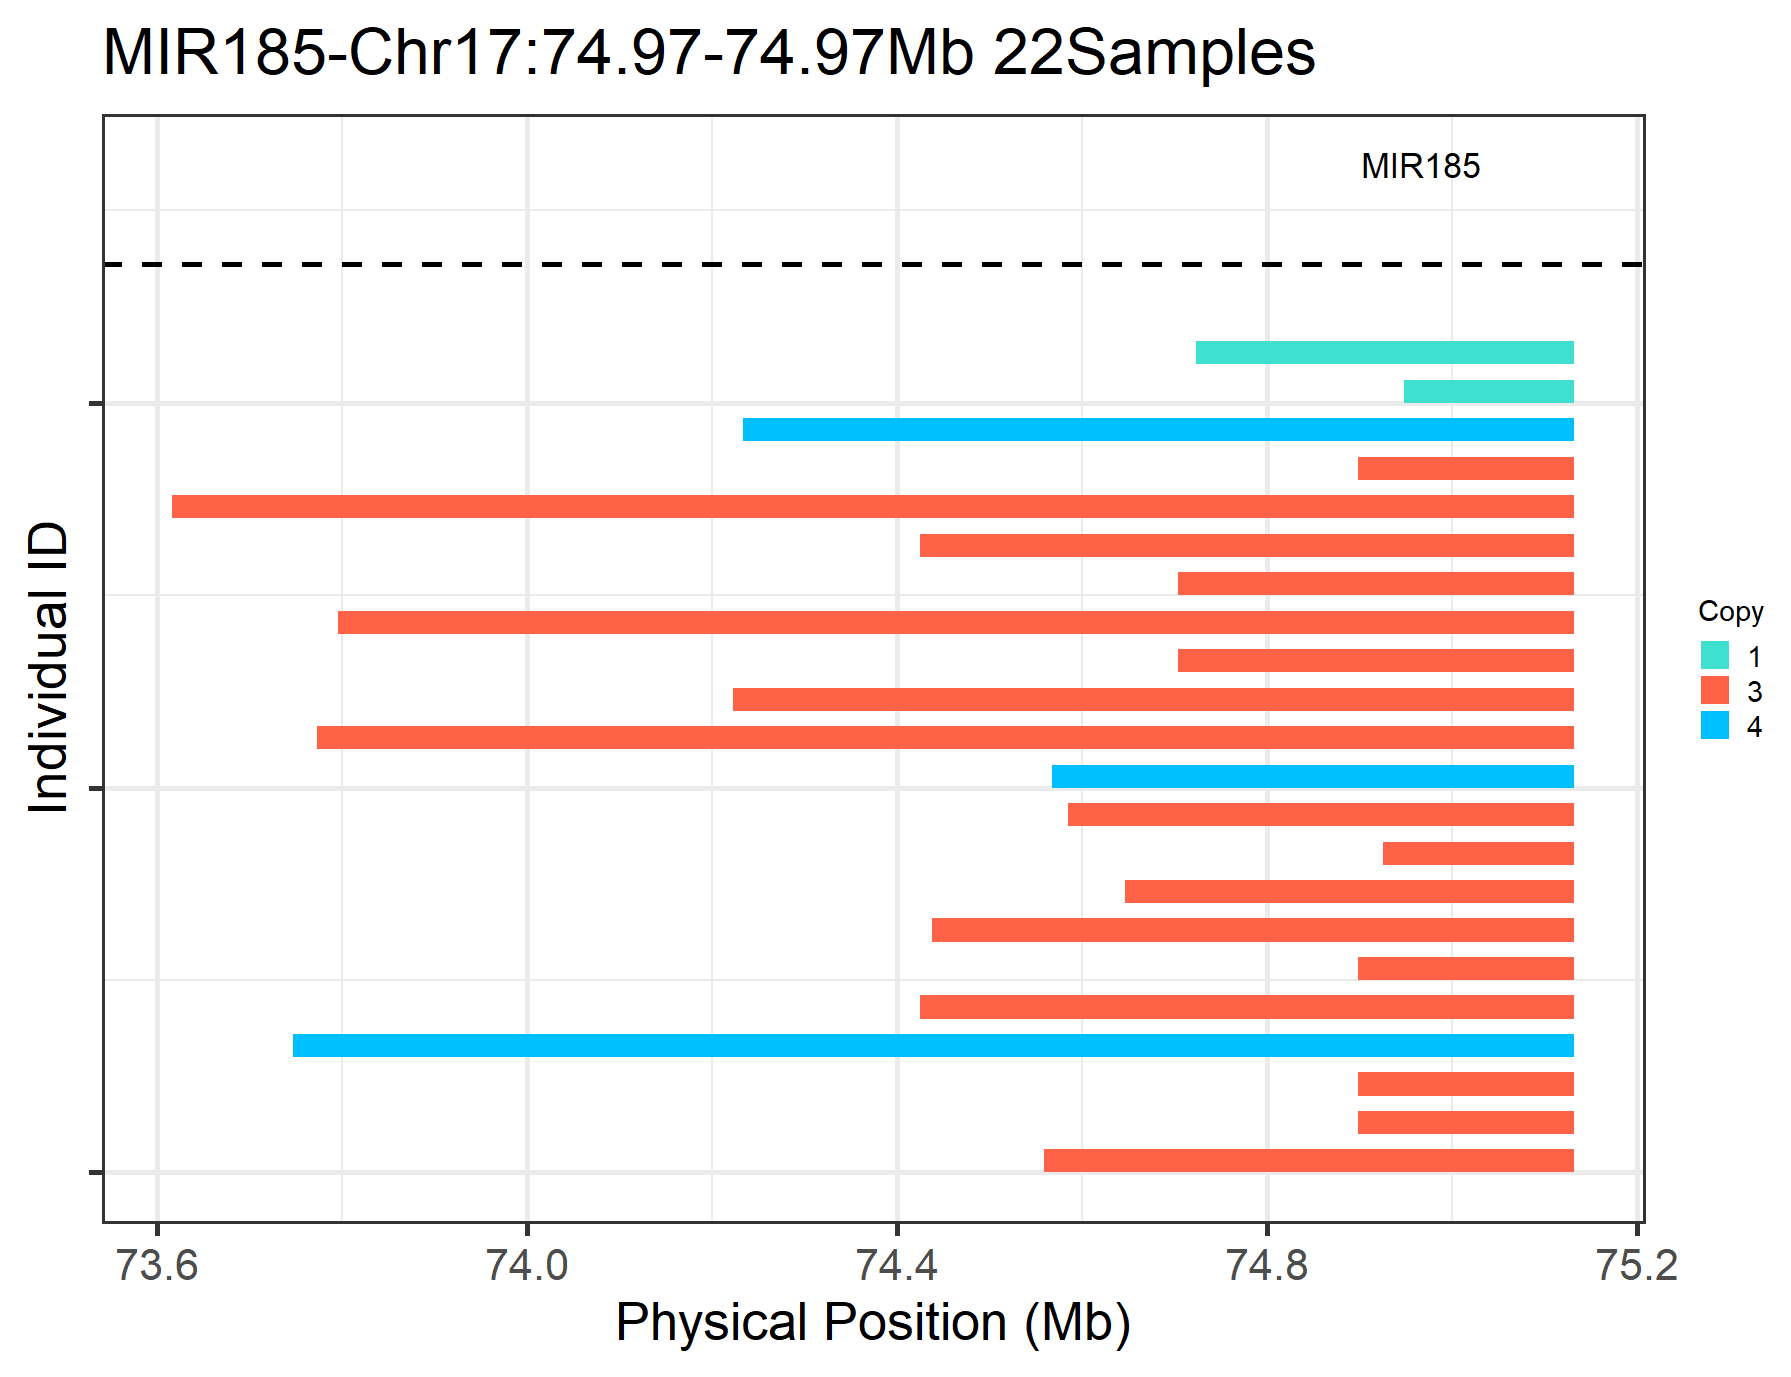 MIR185-Chr17:74.97-74.97Mb 22Samples
MIR185
Individual ID
Copy
1
3
4
73.6 74.0 74.4 74.8 75.2
Physical Position (Mb)